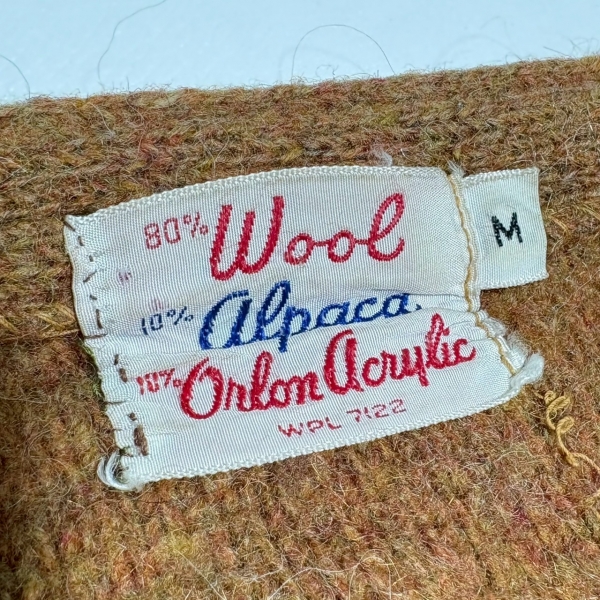 80% Wool
10% Alpaca
10% Orlon Acrylic
WPL 7122
M